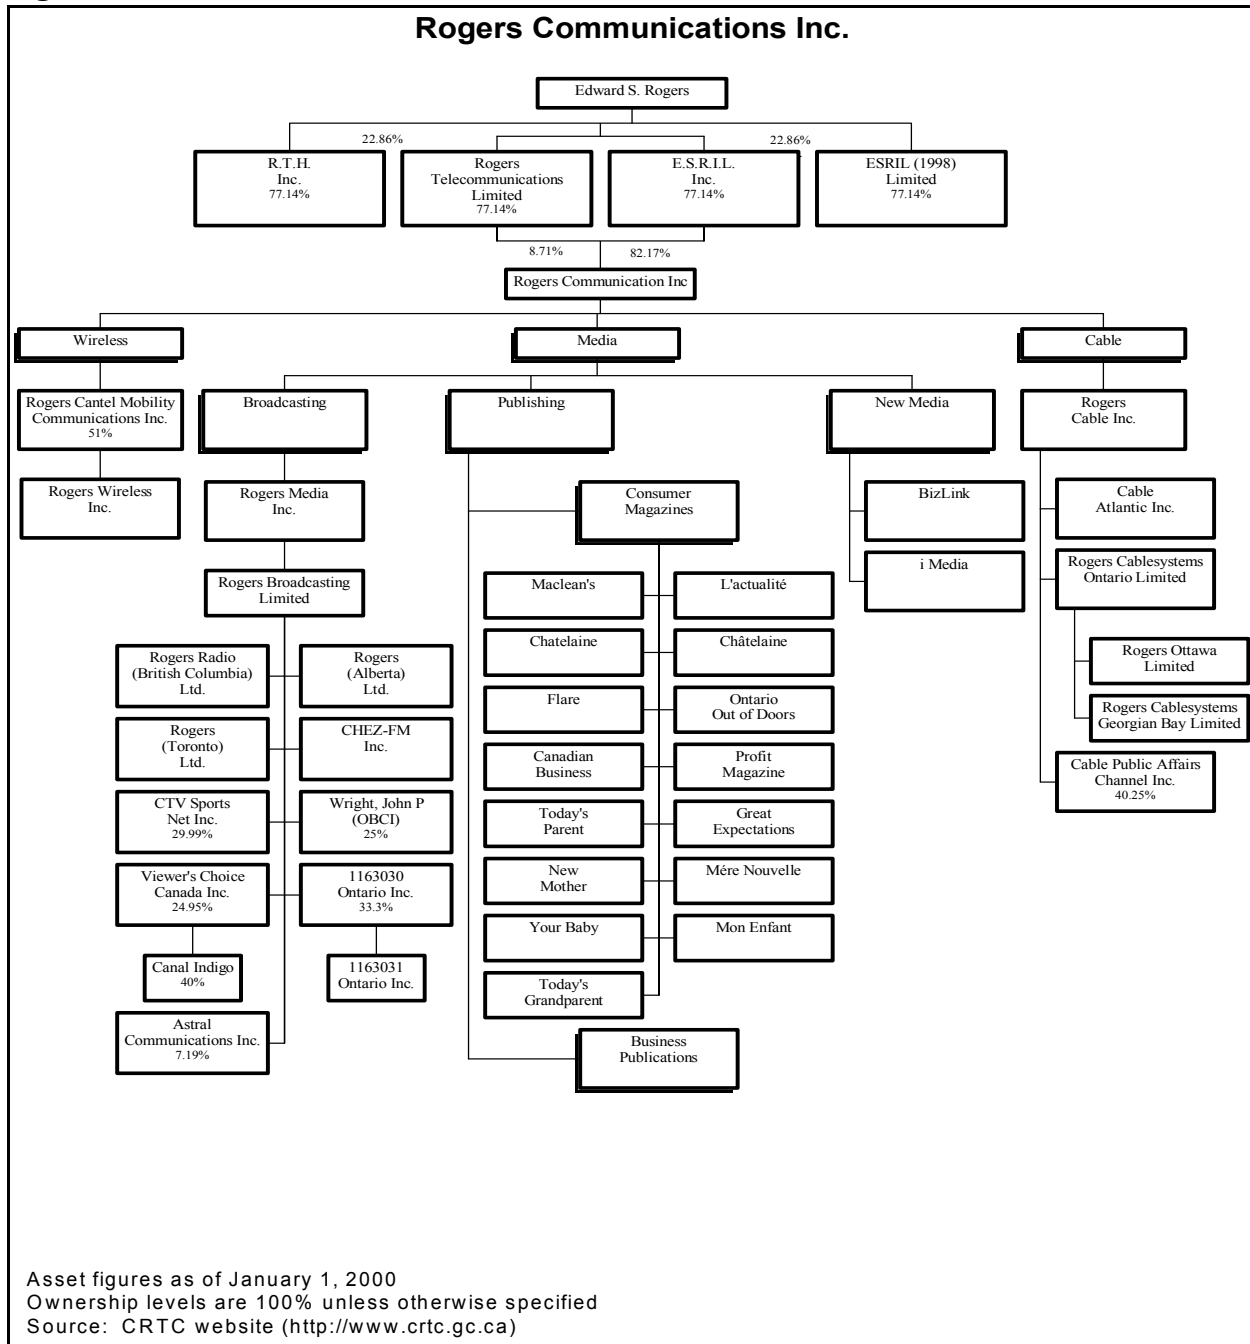 Rogers Communications Inc.
Edward S. Rogers
22.86%
22.86%
R.T.H.
Inc.
77.14%
Rogers
Telecommunications
Limited
77.14%
E.S.R.I.L.
Inc.
77.14%
ESRIL (1998)
Limited
77.14%
8.71%
82.17%
Rogers Communication Inc
Wireless
Media
Cable
Rogers Cantel Mobility
Communications Inc.
51%
Broadcasting
Publishing
New Media
Rogers
Cable Inc.
Rogers Wireless
Inc.
Rogers Media
Inc.
Consumer
Magazines
BizLink
Cable
Atlantic Inc.
i Media
Rogers Cablesystems
Ontario Limited
Rogers Broadcasting
Limited
Maclean's
L'actualité
Chatelaine
Châtelaine
Rogers Ottawa
Limited
Rogers Radio
(British Columbia)
Ltd.
Rogers
(Alberta)
Ltd.
Flare
Ontario
Out of Doors
Rogers Cablesystems
Georgian Bay Limited
Rogers
(Toronto)
Ltd.
CHEZ-FM
Inc.
Canadian
Business
Profit
Magazine
Cable Public Affairs
Channel Inc.
40.25%
CTV Sports
Net Inc.
29.99%
Wright, John P
(OBCI)
25%
Today's
Parent
Great
Expectations
Viewer's Choice
Canada Inc.
24.95%
1163030
Ontario Inc.
33.3%
New
Mother
Mére Nouvelle
Your Baby
Mon Enfant
Canal Indigo
40%
1163031
Ontario Inc.
Today's
Grandparent
Astral
Communications Inc.
7.19%
Business
Publications
Asset figures as of January 1, 2000
Ownership levels are 100% unless otherwise specified
Source: CRTC website (http://www.crtc.gc.ca)